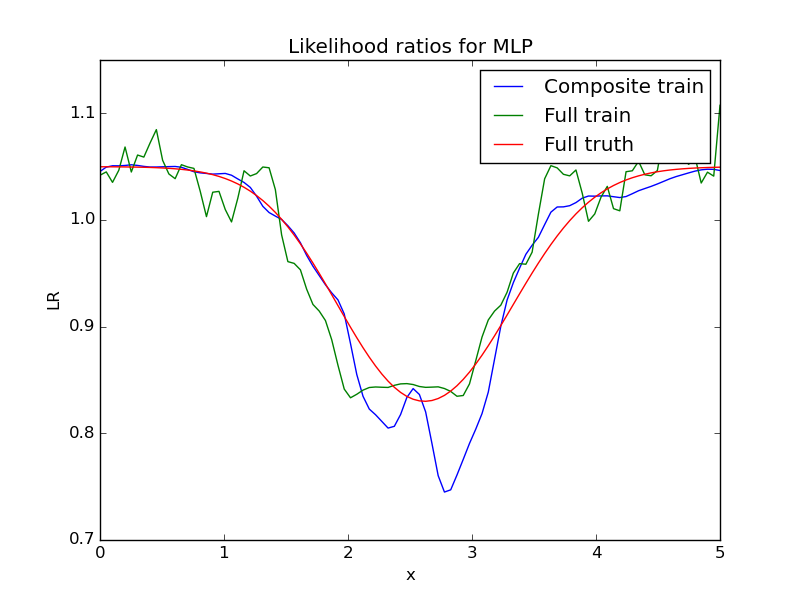 Likelihood ratios for MLP
Composite train
Full train
Full truth
1.1
1.0
0.9
0.8
0.7
LR
0
1
2
3
4
5
x